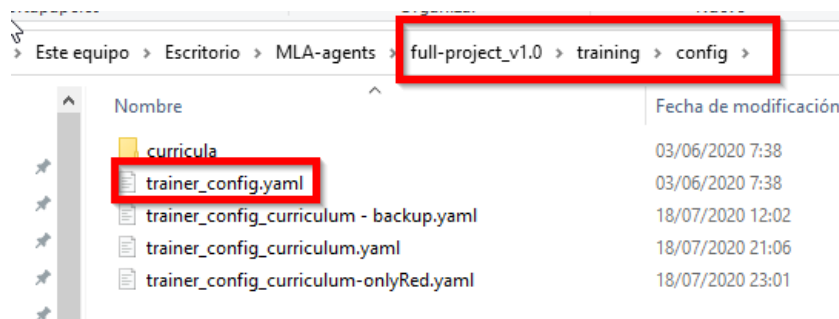 Este equipo > Escritorio > MLA-agents > full-project_v1.0 > training > config >
Nombre Fecha de modificación
curricula 03/06/2020 7:38
trainer_config.yaml 03/06/2020 7:38
trainer_config_curriculum - backup.yaml 18/07/2020 12:02
trainer_config_curriculum.yaml 18/07/2020 21:06
trainer_config_curriculum-onlyRed.yaml 18/07/2020 23:01